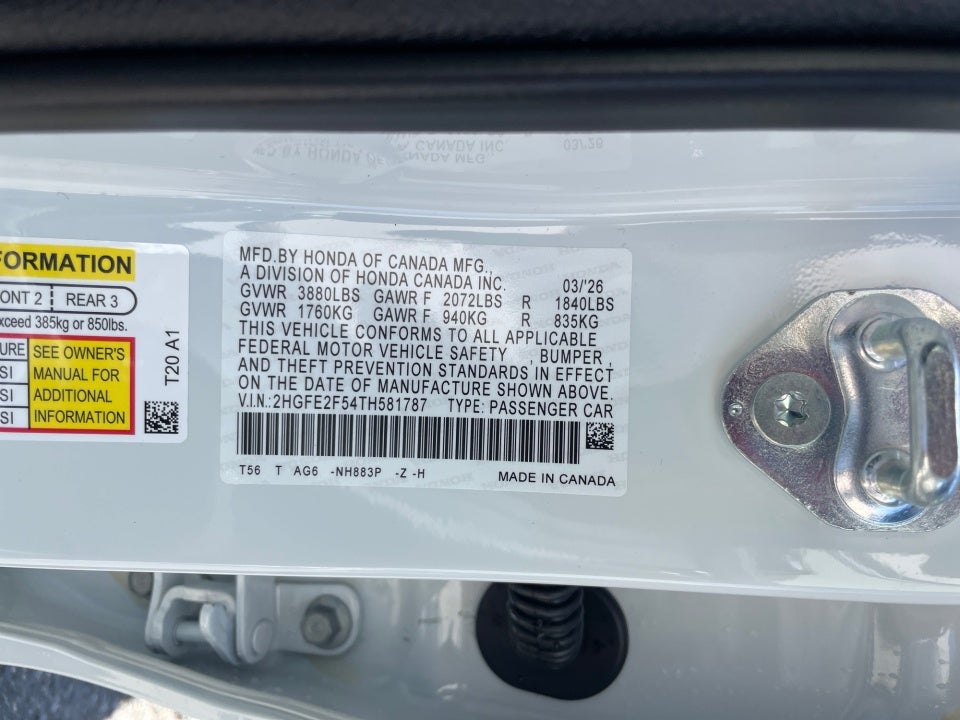 FORMATION
ONT 2 REAR 3
xceed 385kg or 850lbs.
URE SEE OWNER'S
SI MANUAL FOR
SI ADDITIONAL
SI INFORMATION
T20 A1
MFD.BY HONDA OF CANADA MFG.,
A DIVISION OF HONDA CANADA INC. 03/'26
GVWR 3880LBS GAWR F 2072LBS R 1840LBS
GVWR 1760KG GAWR F 940KG R 835KG
THIS VEHICLE CONFORMS TO ALL APPLICABLE
FEDERAL MOTOR VEHICLE SAFETY , BUMPER,
AND THEFT PREVENTION STANDARDS IN EFFECT
ON THE DATE OF MANUFACTURE SHOWN ABOVE.
V.I.N.:2HGFE2F54TH581787 TYPE: PASSENGER CAR
T56 T AG6 -NH883P -Z -H MADE IN CANADA